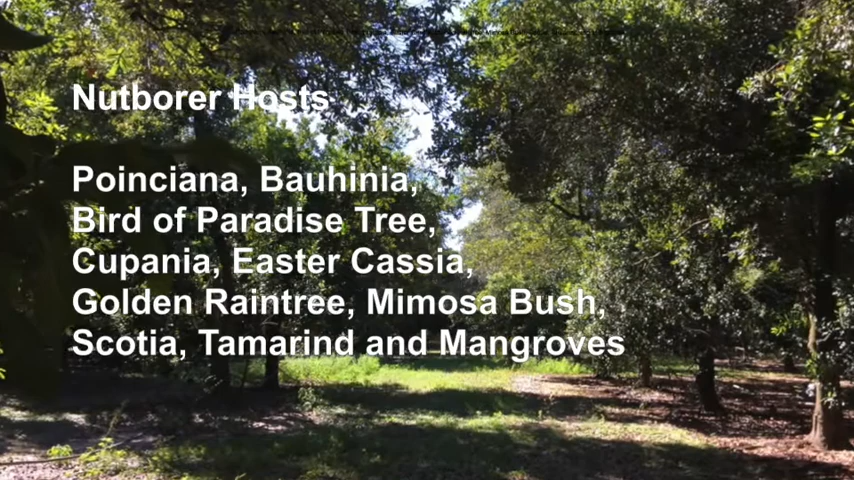 Nutborer Hosts
Poinciana, Bauhinia,
Bird of Paradise Tree,
Cupania, Easter Cassia,
Golden Raintree, Mimosa Bush,
Scotia, Tamarind and Mangroves